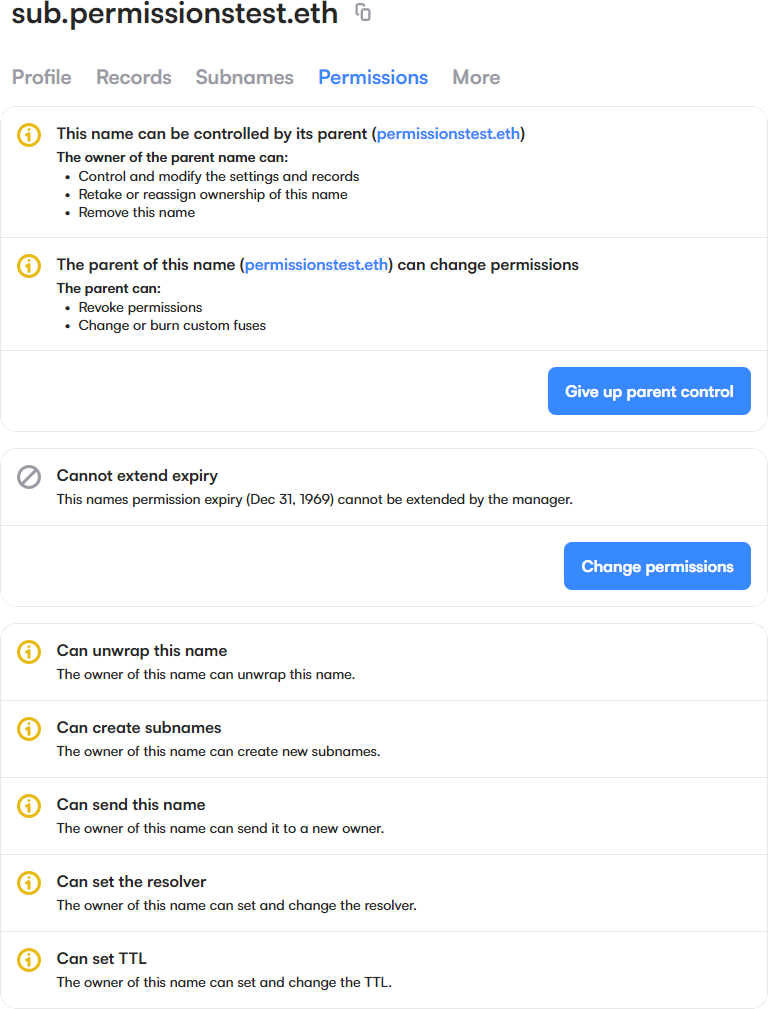 sub.permissionstest.eth
Profile Records Subnames Permissions More
This name can be controlled by its parent (permissionstest.eth)
The owner of the parent name can:
• Control and modify the settings and records
• Retake or reassign ownership of this name
• Remove this name
The parent of this name (permissionstest.eth) can change permissions
The parent can:
• Revoke permissions
• Change or burn custom fuses
Give up parent control
Cannot extend expiry
This names permission expiry (Dec 31, 1969) cannot be extended by the manager.
Change permissions
Can unwrap this name
The owner of this name can unwrap this name.
Can create subnames
The owner of this name can create new subnames.
Can send this name
The owner of this name can send it to a new owner.
Can set the resolver
The owner of this name can set and change the resolver.
Can set TTL
The owner of this name can set and change the TTL.